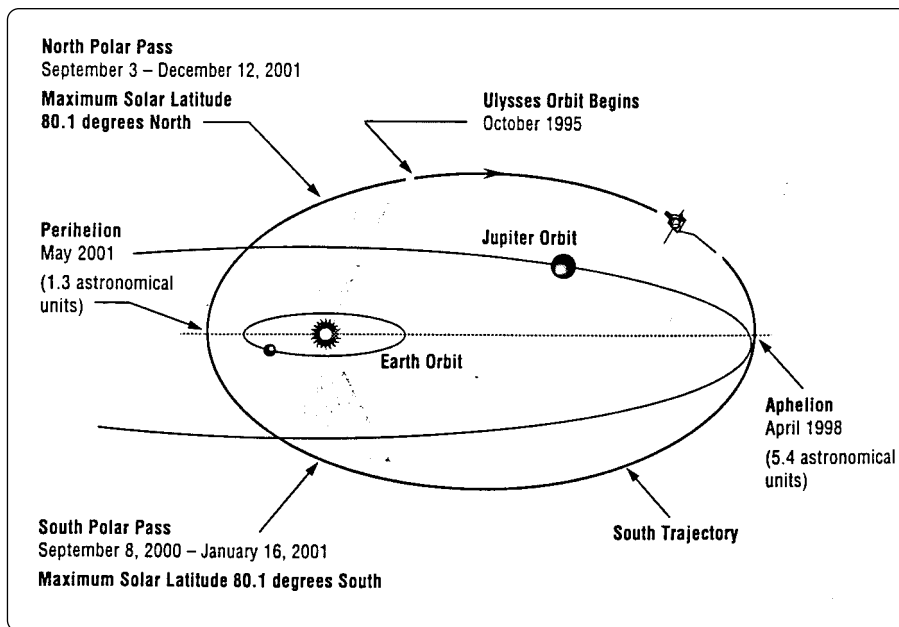 North Polar Pass
September 3 – December 12, 2001
Maximum Solar Latitude
80.1 degrees North
Ulysses Orbit Begins
October 1995
Perihelion
May 2001
(1.3 astronomical
units)
Jupiter Orbit
Earth Orbit
Aphelion
April 1998
(5.4 astronomical
units)
South Trajectory
South Polar Pass
September 8, 2000 – January 16, 2001
Maximum Solar Latitude 80.1 degrees South